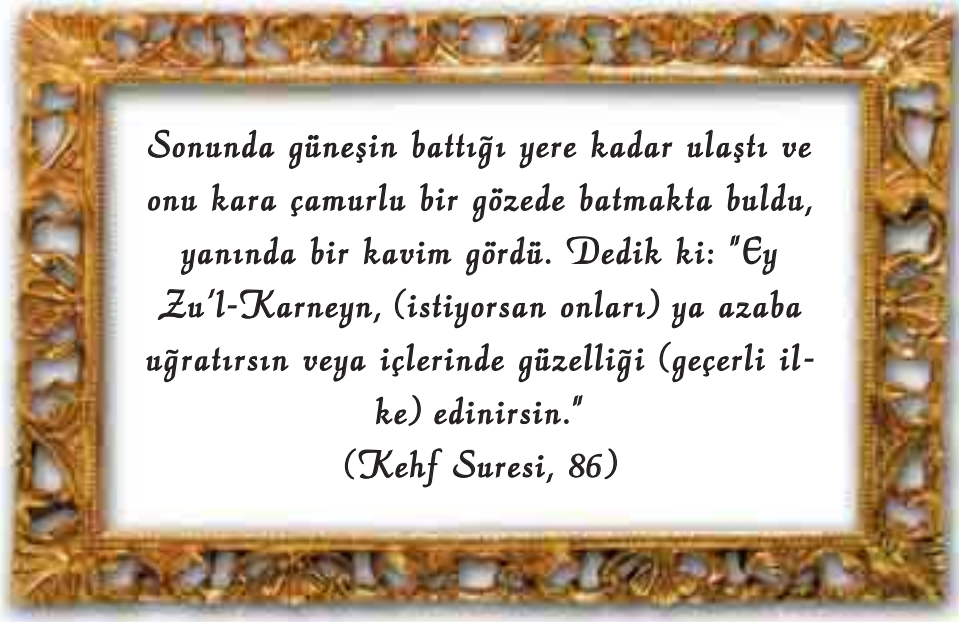 Sonunda güneşin battığı yere kadar ulaştı ve
onu kara çamurlu bir gözede batmakta buldu,
yanında bir kavim gördü. Dedik ki: "Ey
Zu'l-Karneyn, (istiyorsan onları) ya azaba
uğratırsın veya içlerinde güzelliği (geçerli il-
ke) edinirsin."
(Kehf Suresi, 86)